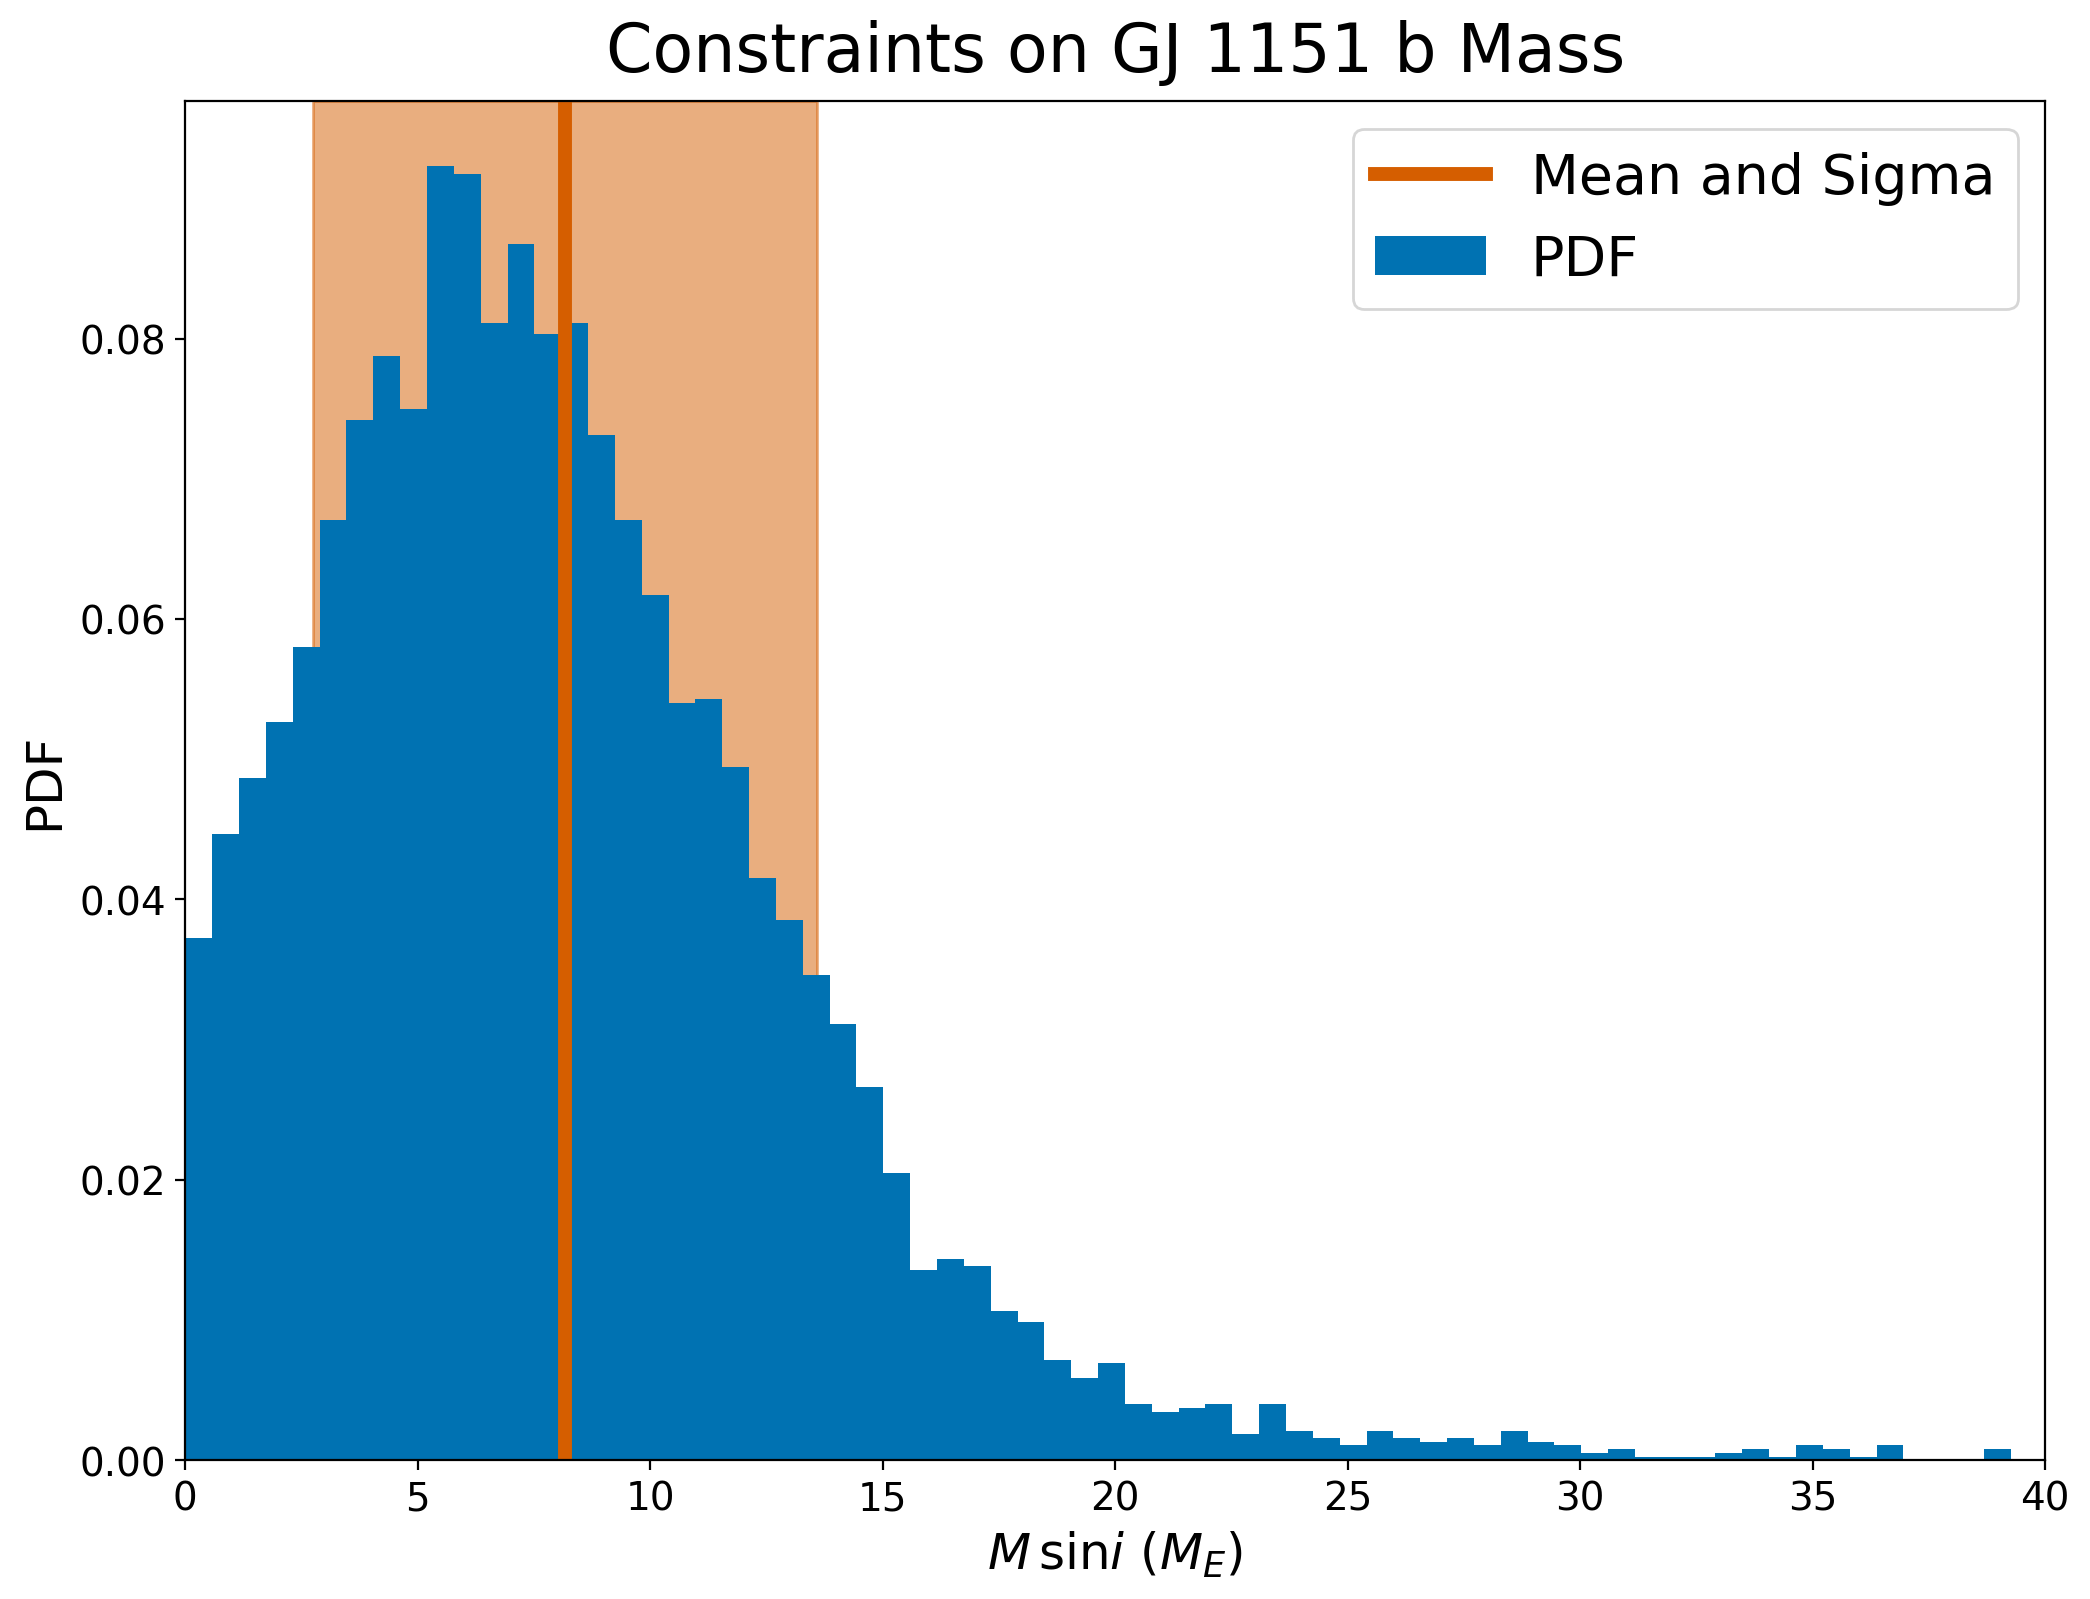 Constraints on GJ 1151 b Mass
Mean and Sigma
PDF
PDF
0.08
0.06
0.04
0.02
0.00
0 5 10 15 20 25 30 35 40
M sini (M_E)